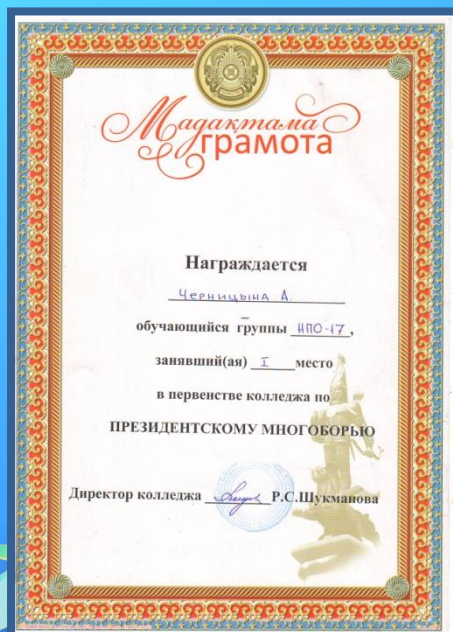 Мадақтама
грамота
Награждается
Черницына А.
обучающийся группы НПО-17,
занявший(ая) I место
в первенстве колледжа по
ПРЕЗИДЕНТСКОМУ МНОГОБОРЬЮ
Директор колледжа Р.С.Шукманова